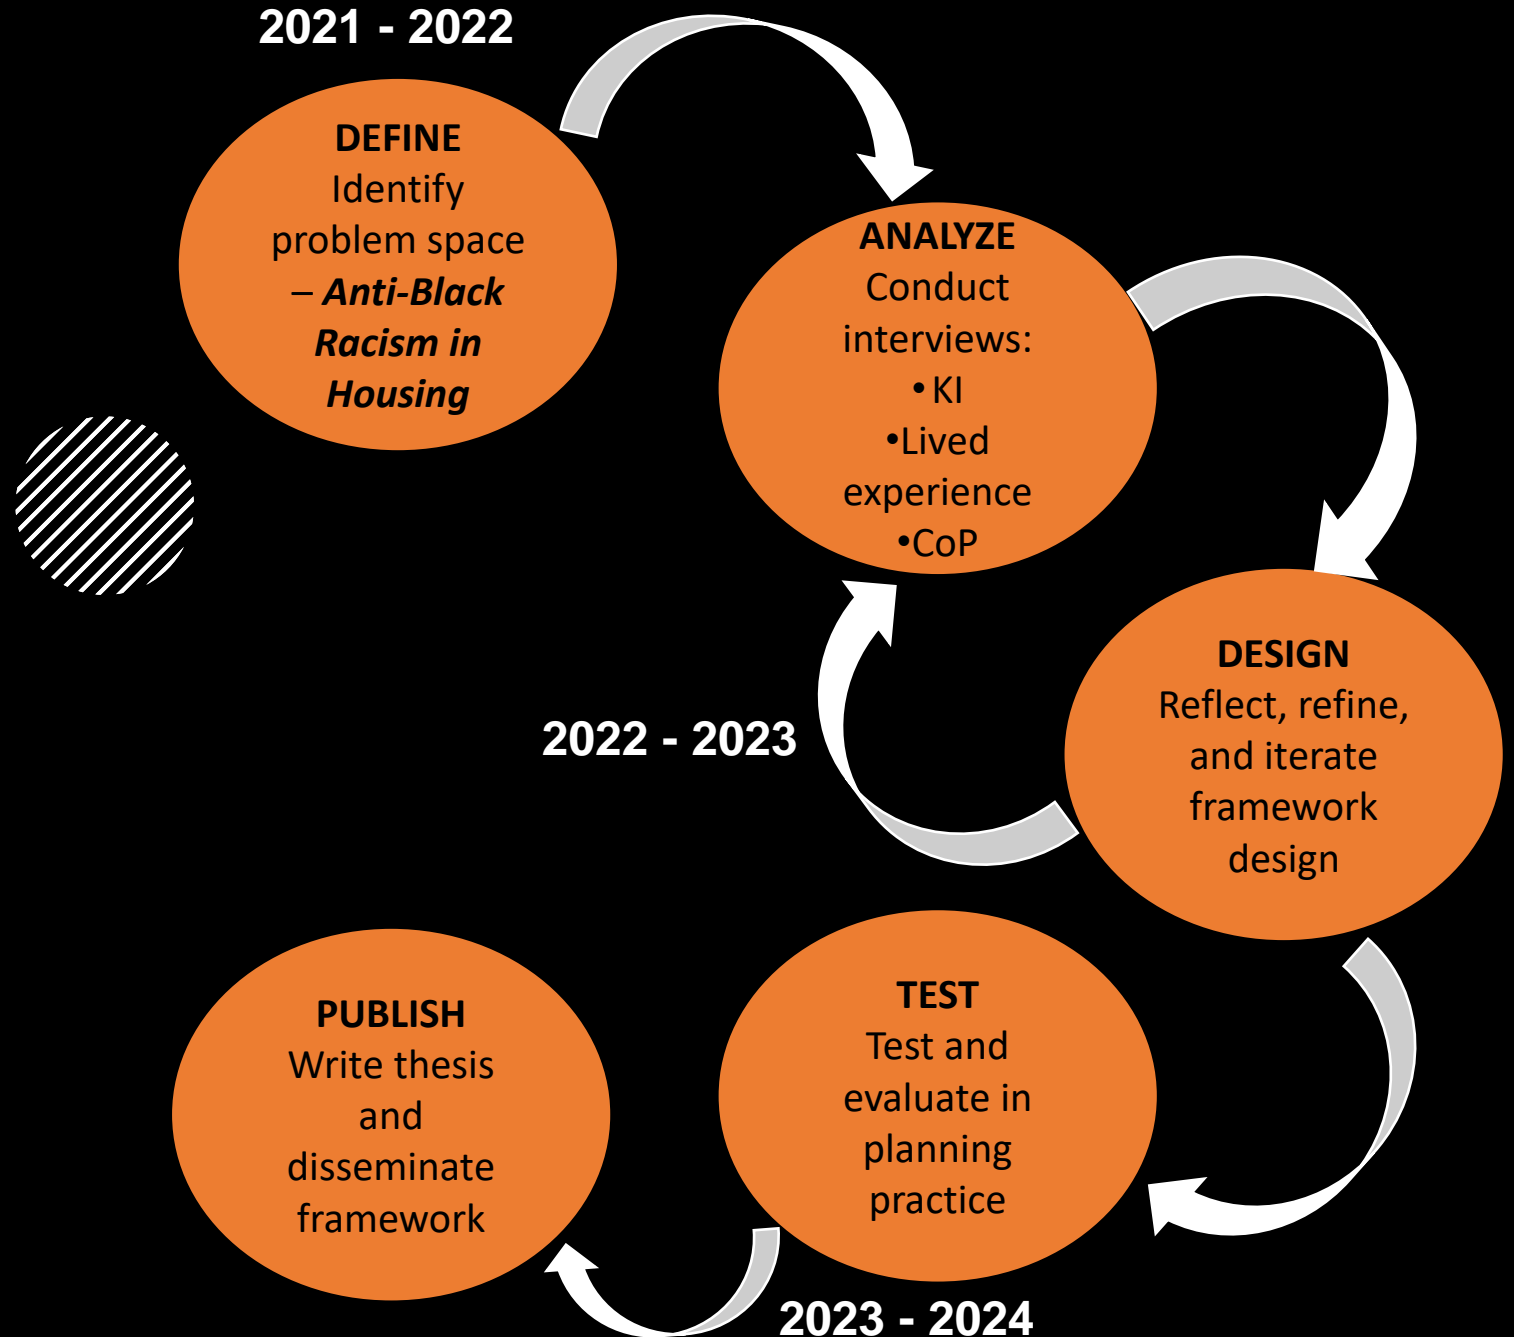 2021 - 2022
DEFINE
Identify
problem space
– Anti-Black
Racism in
Housing
ANALYZE
Conduct
interviews:
•KI
•Lived
experience
•CoP
DESIGN
Reflect, refine,
and iterate
framework
design
2022 - 2023
TEST
Test and
evaluate in
planning
practice
PUBLISH
Write thesis
and
disseminate
framework
2023 - 2024